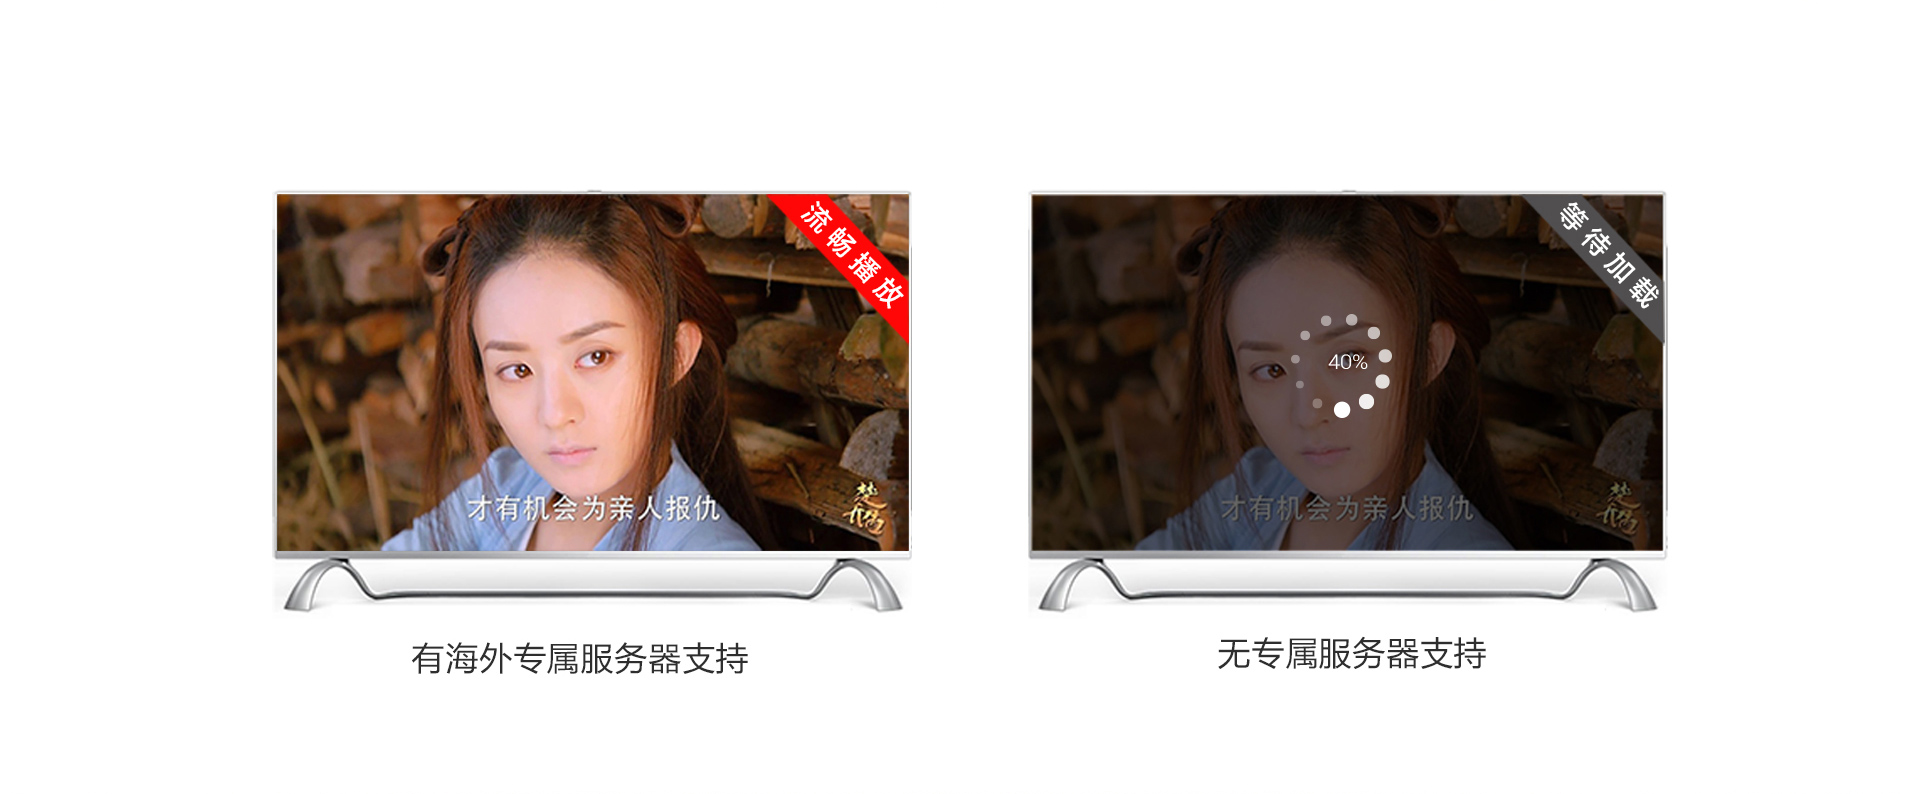 流畅播放
才有机会为亲人报仇
楚乔传
有海外专属服务器支持
等待加载
40%
才有机会为亲人报仇
楚乔传
无专属服务器支持